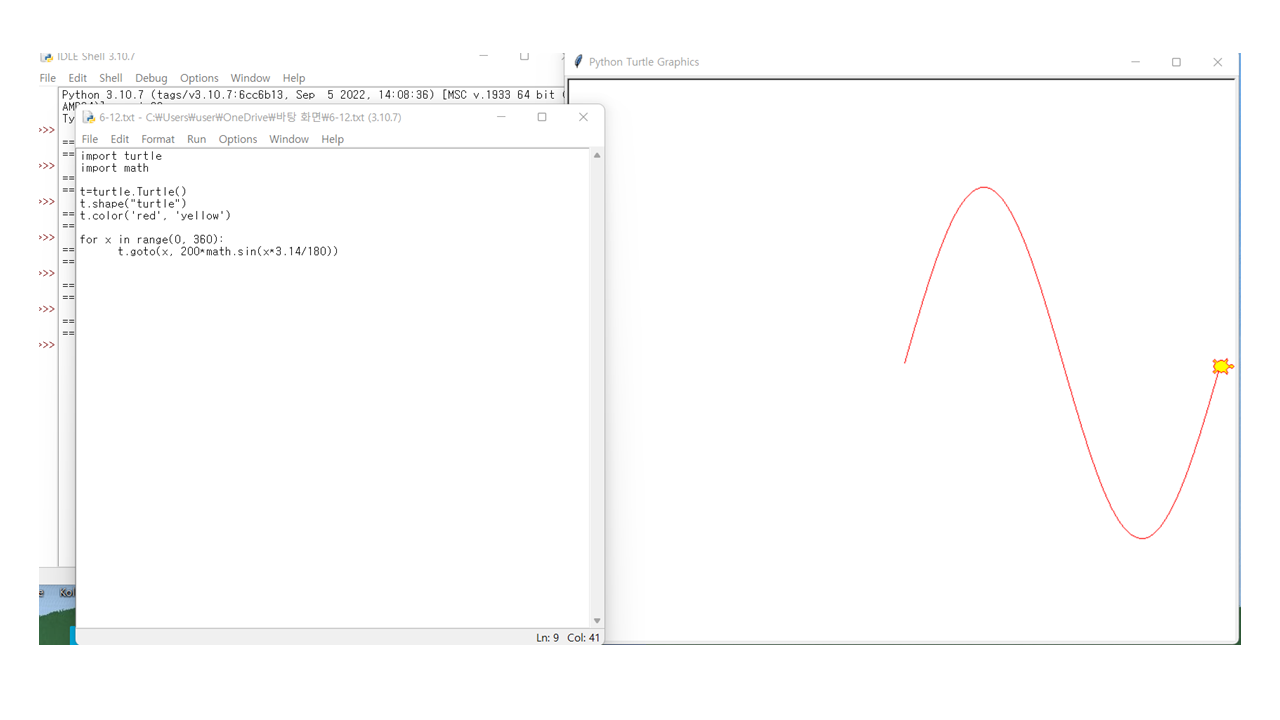 IDLE Shell 3.10.7
File Edit Shell Debug Options Window Help
Python 3.10.7 (tags/v3.10.7:6cc6b13, Sep  5 2022, 14:08:36) [MSC v.1933 64 bit (
Ty
>>>
==
==
>>>
==
==
>>>
==
==
>>>
==
==
>>>
==
==
>>>
==
==
>>>
6-12.txt - C:₩Users₩user₩OneDrive₩바탕 화면₩6-12.txt (3.10.7)
File Edit Format Run Options Window Help
import turtle
import math
t=turtle.Turtle()
t.shape("turtle")
t.color('red', 'yellow')
for x in range(0, 360):
      t.goto(x, 200*math.sin(x*3.14/180))
Ln: 9 Col: 41
Python Turtle Graphics